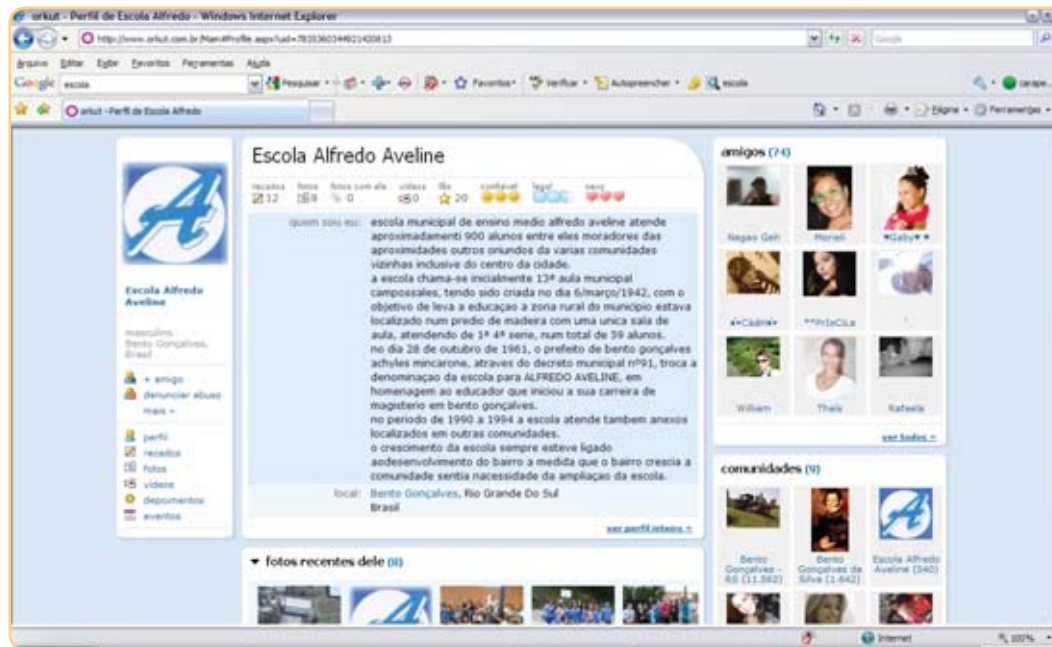 orkut - Perfil de Escola Alfredo - Windows Internet Explorer
Arquivo Editar Exibir Favoritos Ferramentas Ajuda
Google escola Pesquisar Favoritos Verificar Autopreencher escola
orkut - Perfil de Escola Alfredo Página Ferramentas
Escola Alfredo Aveline
masculino
Bento Gonçalves,
Brasil
+ amigo
denunciar abuso
mais »
perfil
recados
fotos
vídeos
depoimentos
eventos
Escola Alfredo Aveline
recados fotos fotos com ele vídeos fãs confiável legal sexy
12 8 0 0 20
quem sou eu: escola municipal de ensino medio alfredo aveline atende
aproximadamenti 900 alunos entre eles moradores das
aproximidades outros oriundos da varias comunidades
vizinhas inclusive do centro da cidade.
a escola chama-se inicialmente 13ª aula municipal
campossales, tendo sido criada no dia 6/março/1942, com o
objetivo de leva a educaçao a zona rural do municipio estava
localizado num predio de madeira com uma unica sala de
aula, atendendo de 1ª 4ª serie, num total de 39 alunos.
no dia 28 de outubro de 1961, o prefeito de bento gonçalves
achyles mincarone, atraves do decreto municipal nº91, troca a
denominaçao da escola para ALFREDO AVELINE, em
homenagem ao educador que iniciou a sua carreira de
magisterio em bento gonçalves.
no periodo de 1990 a 1994 a escola atende tambem anexos
localizados em outras comunidades.
o crescimento da escola sempre esteve ligado
aodesenvolvimento do bairro a medida que o bairro crescia a
comunidade sentia nacessidade da ampliaçao da escola.
local: Bento Gonçalves, Rio Grande Do Sul
Brasil
ver perfil inteiro »
fotos recentes dele (8)
amigos (74)
Negao Gah
♥Gaby♥ ♥
**PrIsCiLa
William Thais Rafaela
ver todos »
comunidades (9)
Bento Gonçalves - RS (11.562)
Bento Gonçalves da Silva (1.642)
Escola Alfredo Aveline (540)
Internet 100%